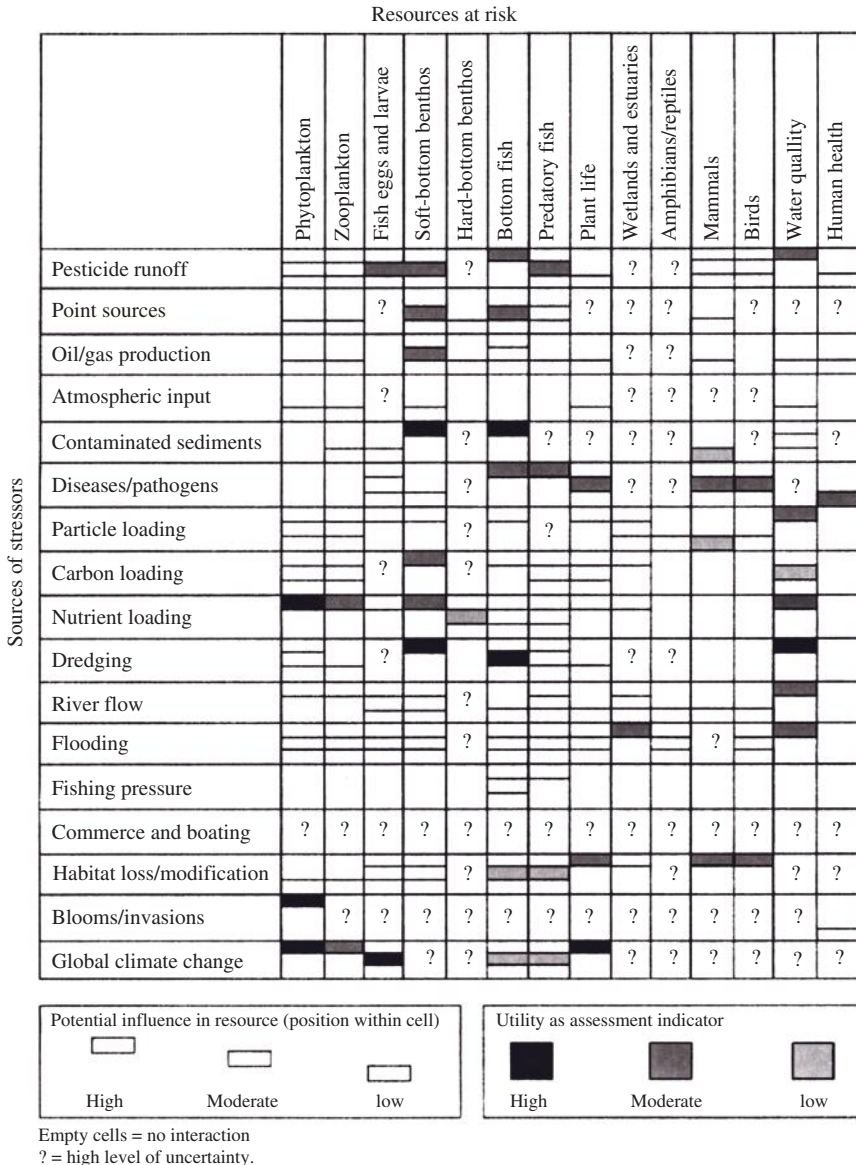 Resources at risk
Phytoplankton
Zooplankton
Fish eggs and larvae
Soft-bottom benthos
Hard-bottom benthos
Bottom fish
Predatory fish
Plant life
Wetlands and estuaries
Amphibians/reptiles
Mammals
Birds
Water quallity
Human health
Sources of stressors
Pesticide runoff ? ? ?
Point sources ? ? ? ? ? ? ?
Oil/gas production ? ?
Atmospheric input ? ? ? ? ?
Contaminated sediments ? ? ? ? ? ? ?
Diseases/pathogens ? ? ? ?
Particle loading ? ?
Carbon loading ? ?
Nutrient loading
Dredging ? ? ?
River flow ?
Flooding ? ?
Fishing pressure
Commerce and boating ? ? ? ? ? ? ? ? ? ? ? ? ? ?
Habitat loss/modification ? ? ? ?
Blooms/invasions ? ? ? ? ? ? ? ? ? ? ? ?
Global climate change ? ? ? ? ? ? ? ?
Potential influence in resource (position within cell)
High Moderate low
Utility as assessment indicator
High Moderate low
Empty cells = no interaction
? = high level of uncertainty.